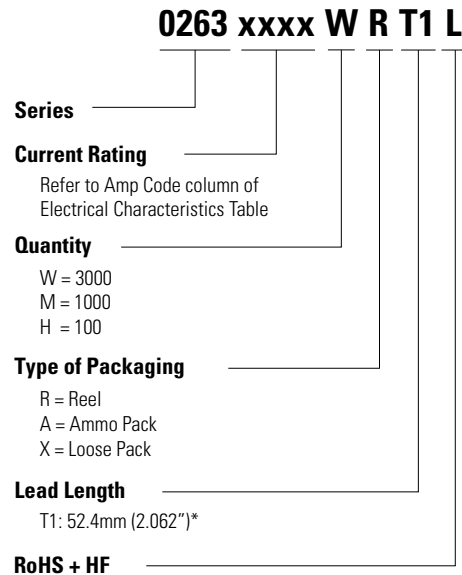 0263 xxxx W R T1 L
Series
Current Rating
Refer to Amp Code column of
Electrical Characteristics Table
Quantity
W = 3000
M = 1000
H = 100
Type of Packaging
R = Reel
A = Ammo Pack
X = Loose Pack
Lead Length
T1: 52.4mm (2.062″)*
RoHS + HF